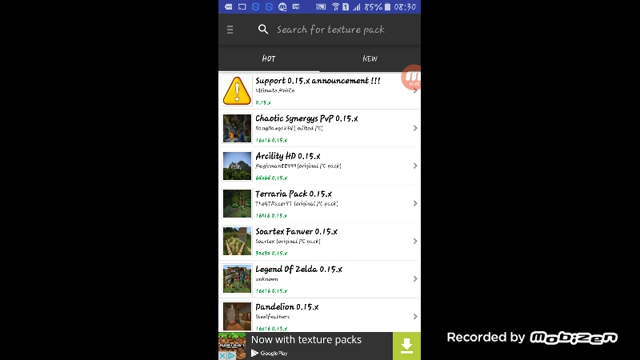 85% 08:30
Search for texture pack
HOT NEW
Support 0.15.x announcement !!!
0.15.x
Chaotic Synergys PVP 0.15.x
16x16 0.15.x
Arcility HD 0.15.x
64x64 0.15.x
Terraria Pack 0.15.x
16x16 0.15.x
Soartex Fanver 0.15.x
Soartex (original PC pack)
0.15.x
Legend Of Zelda 0.15.x
unknown
16x16 0.15.x
Dandelion 0.15.x
Steelfeathers
16x16 0.15.x
Now with texture packs
Google Play
Recorded by Mobizen